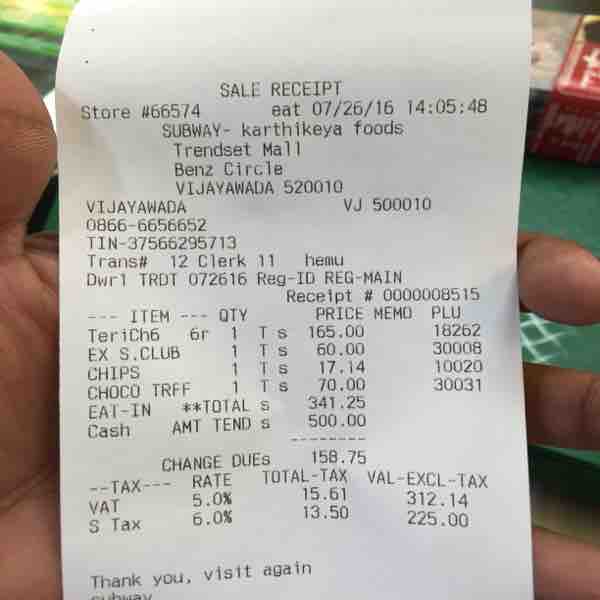 SALE RECEIPT
Store #66574 eat 07/26/16 14:05:48
SUBWAY- karthikeya foods
Trendset Mall
Benz Circle
VIJAYAWADA 520010
VIJAYAWADA VJ 500010
0866-6656652
TIN-37566295713
Trans# 12 Clerk 11 hemu
Dwr1 TRDT 072616 Reg-ID REG-MAIN
Receipt # 0000008515
--- ITEM --- QTY PRICE MEMO PLU
TeriCh6 6r 1 T s 165.00 18262
EX S.CLUB 1 T s 60.00 30008
CHIPS 1 T s 17.14 10020
CHOCO TRFF 1 T s 70.00 30031
EAT-IN **TOTAL s 341.25
Cash AMT TEND s 500.00
--------
CHANGE DUEs 158.75
--TAX--- RATE TOTAL-TAX VAL-EXCL-TAX
VAT 5.0% 15.61 312.14
S Tax 6.0% 13.50 225.00
Thank you, visit again
subway